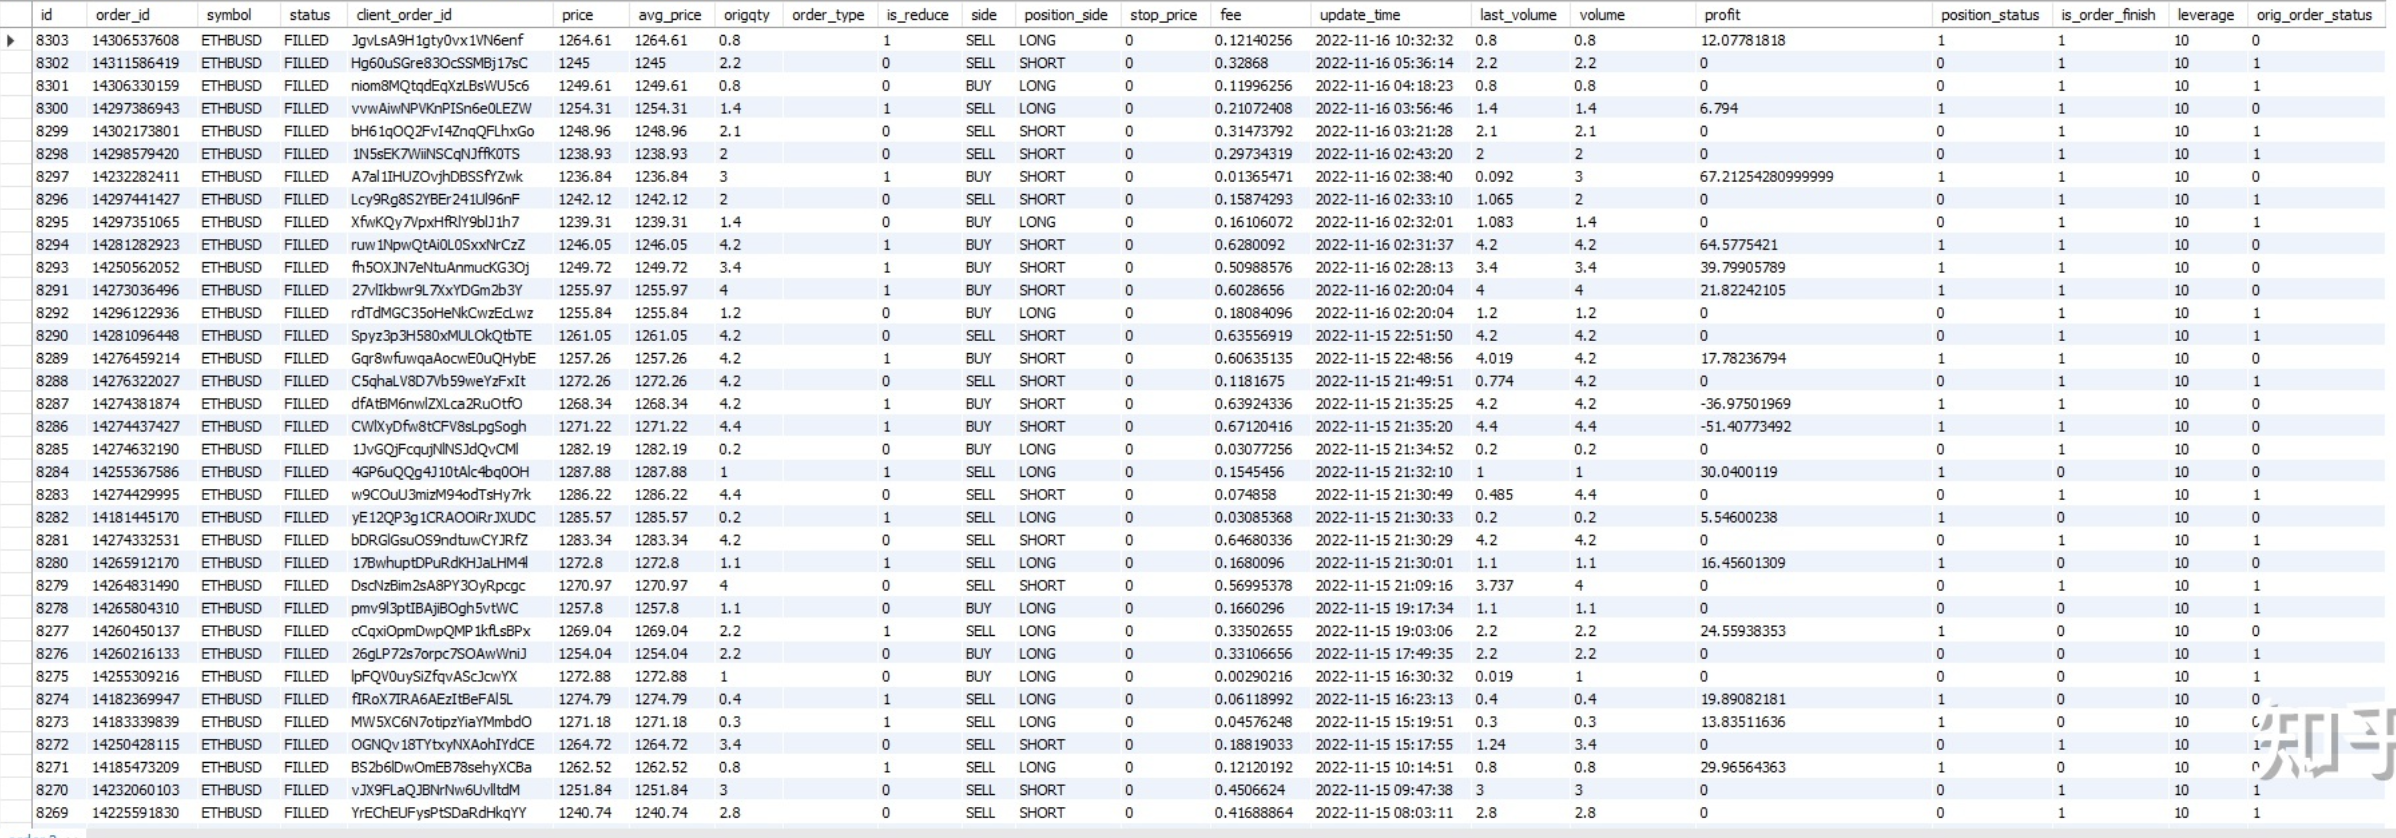 id order_id symbol status client_order_id price avg_price origqty order_type is_reduce side position_side stop_price fee update_time last_volume volume profit position_status is_order_finish leverage orig_order_status
8303 14306537608 ETHBUSD FILLED JgvLsA9H1gty0vx1VN6enf 1264.61 1264.61 0.8 1 SELL LONG 0 0.12140256 2022-11-16 10:32:32 0.8 0.8 12.07781818 1 1 10 0
8302 14311586419 ETHBUSD FILLED Hg60uSGre83OcSSMBj17sC 1245 1245 2.2 0 SELL SHORT 0 0.32868 2022-11-16 05:36:14 2.2 2.2 0 0 1 10 1
8301 14306330159 ETHBUSD FILLED niom8MQtqdEqXzLBsWU5c6 1249.61 1249.61 0.8 0 BUY LONG 0 0.11996256 2022-11-16 04:18:23 0.8 0.8 0 0 1 10 1
8300 14297386943 ETHBUSD FILLED vvwAiwNPVKnPISn6e0LEZW 1254.31 1254.31 1.4 1 SELL LONG 0 0.21072408 2022-11-16 03:56:46 1.4 1.4 6.794 1 1 10 0
8299 14302173801 ETHBUSD FILLED bH61qOQ2FvI4ZnqQFLhxGo 1248.96 1248.96 2.1 0 SELL SHORT 0 0.31473792 2022-11-16 03:21:28 2.1 2.1 0 0 1 10 1
8298 14298579420 ETHBUSD FILLED 1N5sEK7WiiNSCqNJffK0TS 1238.93 1238.93 2 0 SELL SHORT 0 0.29734319 2022-11-16 02:43:20 2 2 0 0 1 10 1
8297 14232282411 ETHBUSD FILLED A7al1IHUZOvjhDBSSfYZwk 1236.84 1236.84 3 1 BUY SHORT 0 0.01365471 2022-11-16 02:38:40 0.092 3 67.21254280999999 1 1 10 0
8296 14297441427 ETHBUSD FILLED Lcy9Rg8S2YBEr241Ul96nF 1242.12 1242.12 2 0 SELL SHORT 0 0.15874293 2022-11-16 02:33:10 1.065 2 0 0 1 10 1
8295 14297351065 ETHBUSD FILLED XfwKQy7VpxHfRlY9blJ1h7 1239.31 1239.31 1.4 0 BUY LONG 0 0.16106072 2022-11-16 02:32:01 1.083 1.4 0 0 1 10 1
8294 14281282923 ETHBUSD FILLED ruw1NpwQtAi0L0SxxNrCzZ 1246.05 1246.05 4.2 1 BUY SHORT 0 0.6280092 2022-11-16 02:31:37 4.2 4.2 64.5775421 1 1 10 0
8293 14250562052 ETHBUSD FILLED fh5OXJN7eNtuAnmucKG3Oj 1249.72 1249.72 3.4 1 BUY SHORT 0 0.50988576 2022-11-16 02:28:13 3.4 3.4 39.79905789 1 1 10 0
8291 14273036496 ETHBUSD FILLED 27vlIkbwr9L7XxYDGm2b3Y 1255.97 1255.97 4 1 BUY SHORT 0 0.6028656 2022-11-16 02:20:04 4 4 21.82242105 1 1 10 0
8292 14296122936 ETHBUSD FILLED rdTdMGC35oHeNkCwzEcLwz 1255.84 1255.84 1.2 0 BUY LONG 0 0.18084096 2022-11-16 02:20:04 1.2 1.2 0 0 1 10 1
8290 14281096448 ETHBUSD FILLED Spyz3p3H580xMULOkQtbTE 1261.05 1261.05 4.2 0 SELL SHORT 0 0.63556919 2022-11-15 22:51:50 4.2 4.2 0 0 1 10 1
8289 14276459214 ETHBUSD FILLED Gqr8wfuwqaAocwE0uQHybE 1257.26 1257.26 4.2 1 BUY SHORT 0 0.60635135 2022-11-15 22:48:56 4.019 4.2 17.78236794 1 1 10 0
8288 14276322027 ETHBUSD FILLED C5qhaLV8D7Vb59weYzFxIt 1272.26 1272.26 4.2 0 SELL SHORT 0 0.1181675 2022-11-15 21:49:51 0.774 4.2 0 0 1 10 1
8287 14274381874 ETHBUSD FILLED dfAtBM6nwlZXLca2RuOtfO 1268.34 1268.34 4.2 1 BUY SHORT 0 0.63924336 2022-11-15 21:35:25 4.2 4.2 -36.97501969 1 1 10 0
8286 14274437427 ETHBUSD FILLED CWlXyDfw8tCFV8sLpgSogh 1271.22 1271.22 4.4 1 BUY SHORT 0 0.67120416 2022-11-15 21:35:20 4.4 4.4 -51.40773492 1 1 10 0
8285 14274632190 ETHBUSD FILLED 1JvGQjFcqujNlNSJdQvCMl 1282.19 1282.19 0.2 0 BUY LONG 0 0.03077256 2022-11-15 21:34:52 0.2 0.2 0 0 0 10 1
8284 14255367586 ETHBUSD FILLED 4GP6uQQg4J10tAlc4bq0OH 1287.88 1287.88 1 1 SELL LONG 0 0.1545456 2022-11-15 21:32:10 1 1 30.0400119 1 0 10 0
8283 14274429995 ETHBUSD FILLED w9COuU3mizM94odTsHy7rk 1286.22 1286.22 4.4 0 SELL SHORT 0 0.074858 2022-11-15 21:30:49 0.485 4.4 0 0 1 10 1
8282 14181445170 ETHBUSD FILLED yE12QP3g1CRAOOiRrJXUDC 1285.57 1285.57 0.2 1 SELL LONG 0 0.03085368 2022-11-15 21:30:33 0.2 0.2 5.54600238 1 0 10 0
8281 14274332531 ETHBUSD FILLED bDRGlGsuOS9ndtuwCYJRfZ 1283.34 1283.34 4.2 0 SELL SHORT 0 0.64680336 2022-11-15 21:30:29 4.2 4.2 0 0 1 10 1
8280 14265912170 ETHBUSD FILLED 17BwhuptDPuRdKHJaLHM4l 1272.8 1272.8 1.1 1 SELL LONG 0 0.1680096 2022-11-15 21:30:01 1.1 1.1 16.45601309 1 0 10 0
8279 14264831490 ETHBUSD FILLED DscNzBim2sA8PY3OyRpcgc 1270.97 1270.97 4 0 SELL SHORT 0 0.56995378 2022-11-15 21:09:16 3.737 4 0 0 1 10 1
8278 14265804310 ETHBUSD FILLED pmv9l3ptIBAjiBOgh5vtWC 1257.8 1257.8 1.1 0 BUY LONG 0 0.1660296 2022-11-15 19:17:34 1.1 1.1 0 0 0 10 1
8277 14260450137 ETHBUSD FILLED cCqxiOpmDwpQMP1kfLsBPx 1269.04 1269.04 2.2 1 SELL LONG 0 0.33502655 2022-11-15 19:03:06 2.2 2.2 24.55938353 1 0 10 0
8276 14260216133 ETHBUSD FILLED 26gLP72s7orpc7SOAwWniJ 1254.04 1254.04 2.2 0 BUY LONG 0 0.33106656 2022-11-15 17:49:35 2.2 2.2 0 0 0 10 1
8275 14255309216 ETHBUSD FILLED lpFQV0uySiZfqvAScJcwYX 1272.88 1272.88 1 0 BUY LONG 0 0.00290216 2022-11-15 16:30:32 0.019 1 0 0 0 10 1
8274 14182369947 ETHBUSD FILLED fIRoX7IRA6AEzItBeFAl5L 1274.79 1274.79 0.4 1 SELL LONG 0 0.06118992 2022-11-15 16:23:13 0.4 0.4 19.89082181 1 0 10 0
8273 14183339839 ETHBUSD FILLED MW5XC6N7otipzYiaYMmbdO 1271.18 1271.18 0.3 1 SELL LONG 0 0.04576248 2022-11-15 15:19:51 0.3 0.3 13.83511636 1 0 10 0
8272 14250428115 ETHBUSD FILLED OGNQv18TYtxyNXAohIYdCE 1264.72 1264.72 3.4 0 SELL SHORT 0 0.18819033 2022-11-15 15:17:55 1.24 3.4 0 0 1 10 1
8271 14185473209 ETHBUSD FILLED BS2b6lDwOmEB78sehyXCBa 1262.52 1262.52 0.8 1 SELL LONG 0 0.12120192 2022-11-15 10:14:51 0.8 0.8 29.96564363 1 0 10 0
8270 14232060103 ETHBUSD FILLED vJX9FLaQJBNrNw6UvlltdM 1251.84 1251.84 3 0 SELL SHORT 0 0.4506624 2022-11-15 09:47:38 3 3 0 0 1 10 1
8269 14225591830 ETHBUSD FILLED YrEChEUFysPtSDaRdHkqYY 1240.74 1240.74 2.8 0 SELL SHORT 0 0.41688864 2022-11-15 08:03:11 2.8 2.8 0 0 1 10 1
知乎